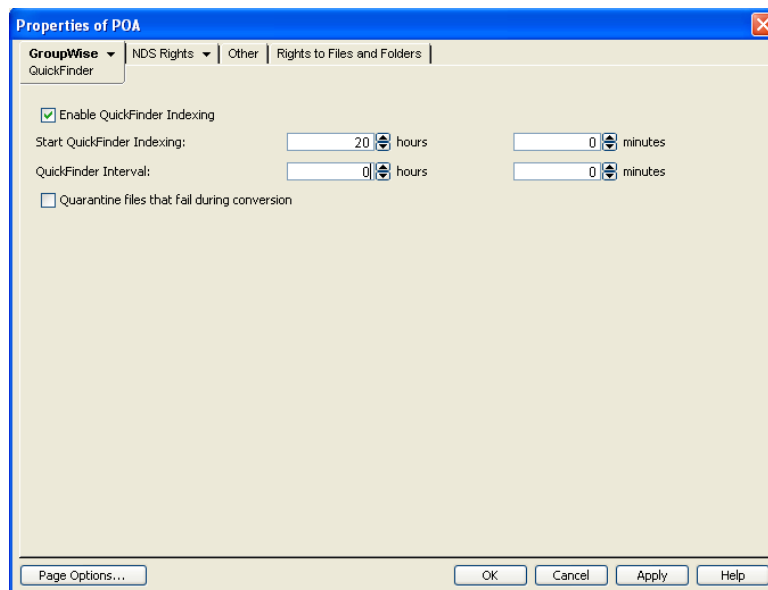 Properties of POA
GroupWise NDS Rights Other Rights to Files and Folders
QuickFinder
Enable QuickFinder Indexing
Start QuickFinder Indexing: 20 hours 0 minutes
QuickFinder Interval: 0 hours 0 minutes
Quarantine files that fail during conversion
Page Options... OK Cancel Apply Help